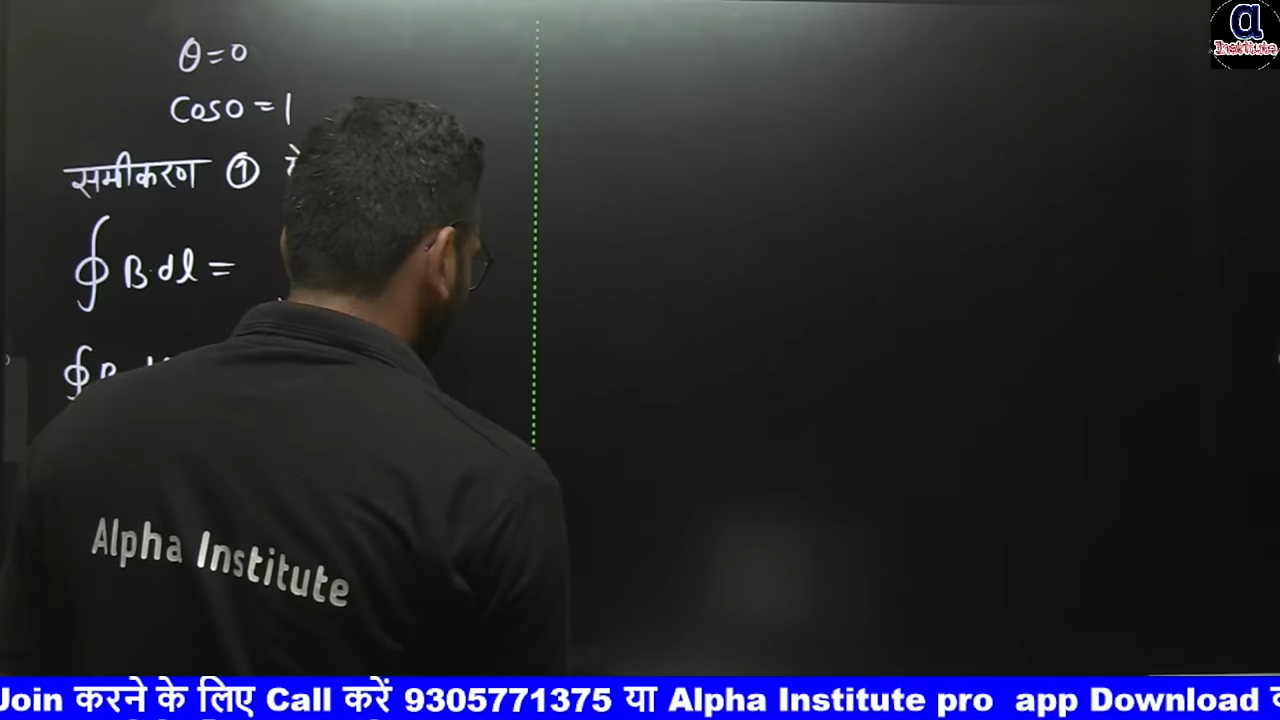 θ=0
Cos0 = 1
समीकरण ①
∮ B·dl =
∮ B
Alpha Institute
α
Institute
Join करने के लिए Call करें 9305771375 या Alpha Institute pro app Download